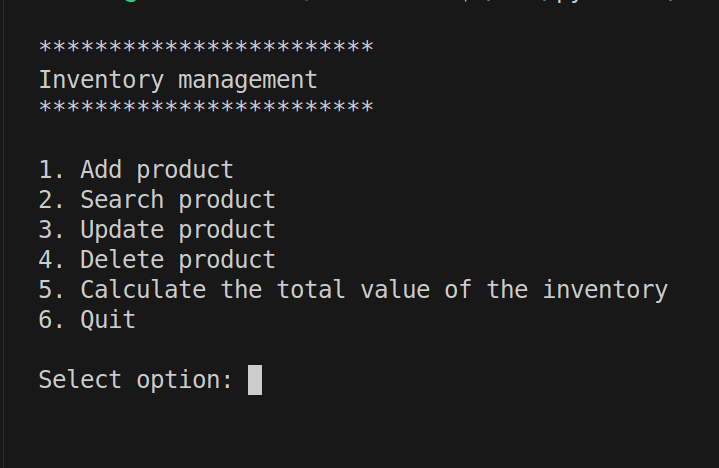 ************************
Inventory management
************************
1. Add product
2. Search product
3. Update product
4. Delete product
5. Calculate the total value of the inventory
6. Quit
Select option: